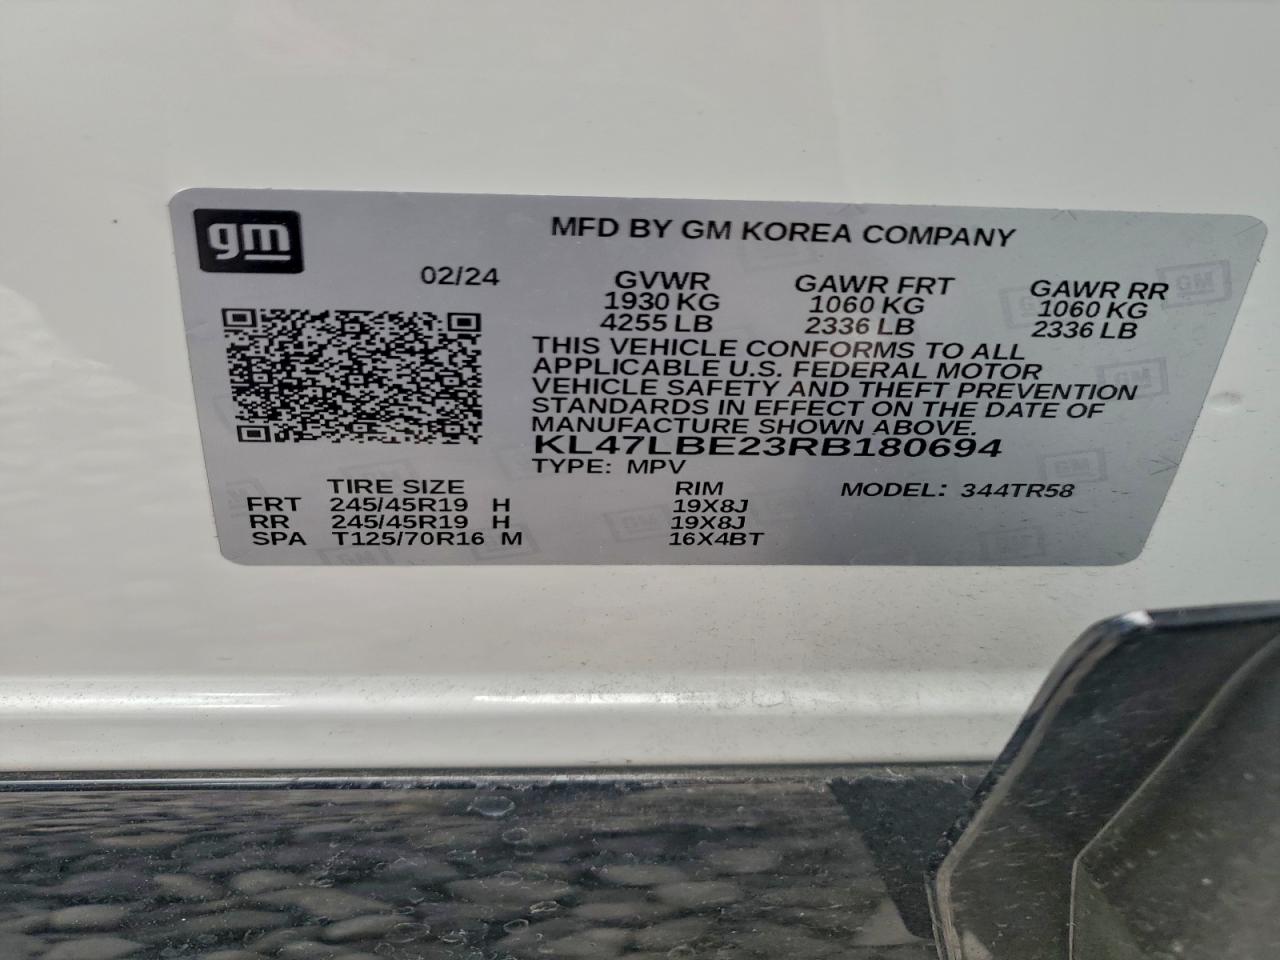 gm
MFD BY GM KOREA COMPANY
02/24 GVWR GAWR FRT GAWR RR
1930 KG 1060 KG 1060 KG
4255 LB 2336 LB 2336 LB
THIS VEHICLE CONFORMS TO ALL
APPLICABLE U.S. FEDERAL MOTOR
VEHICLE SAFETY AND THEFT PREVENTION
STANDARDS IN EFFECT ON THE DATE OF
MANUFACTURE SHOWN ABOVE.
KL47LBE23RB180694
TYPE: MPV
TIRE SIZE RIM MODEL: 344TR58
FRT 245/45R19 H 19X8J
RR 245/45R19 H 19X8J
SPA T125/70R16 M 16X4BT